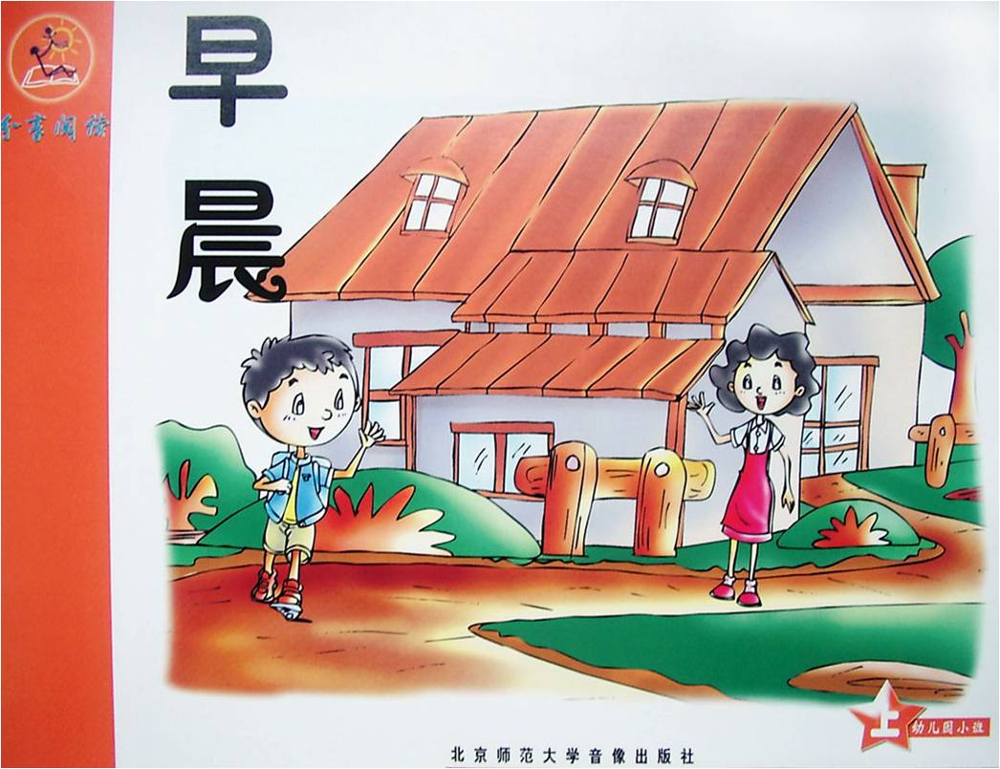 分享阅读
早
晨
上
幼儿园小班
北京师范大学音像出版社